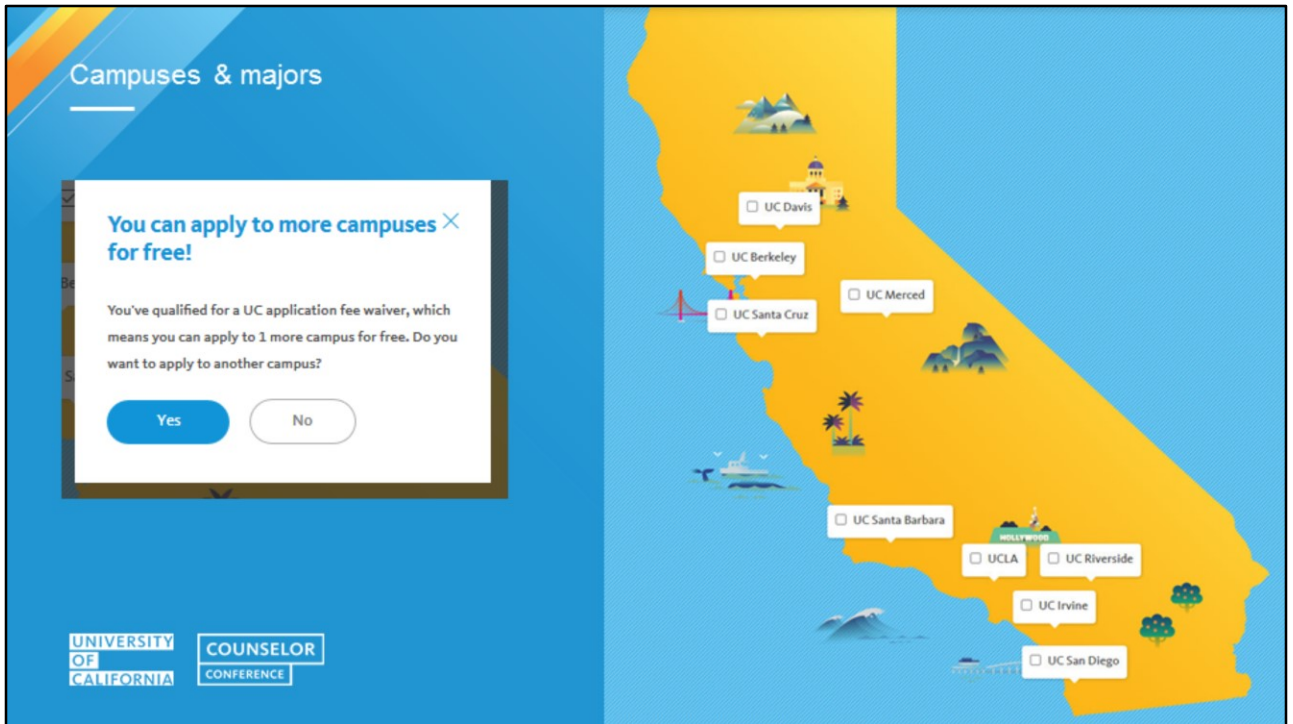 Campuses & majors
You can apply to more campuses
for free!
You've qualified for a UC application fee waiver, which
means you can apply to 1 more campus for free. Do you
want to apply to another campus?
Yes
No
Be
S
UNIVERSITY
OF
CALIFORNIA
COUNSELOR
CONFERENCE
UC Davis
UC Berkeley
UC Merced
UC Santa Cruz
UC Santa Barbara
HOLLYWOOD
UCLA
UC Riverside
UC Irvine
UC San Diego